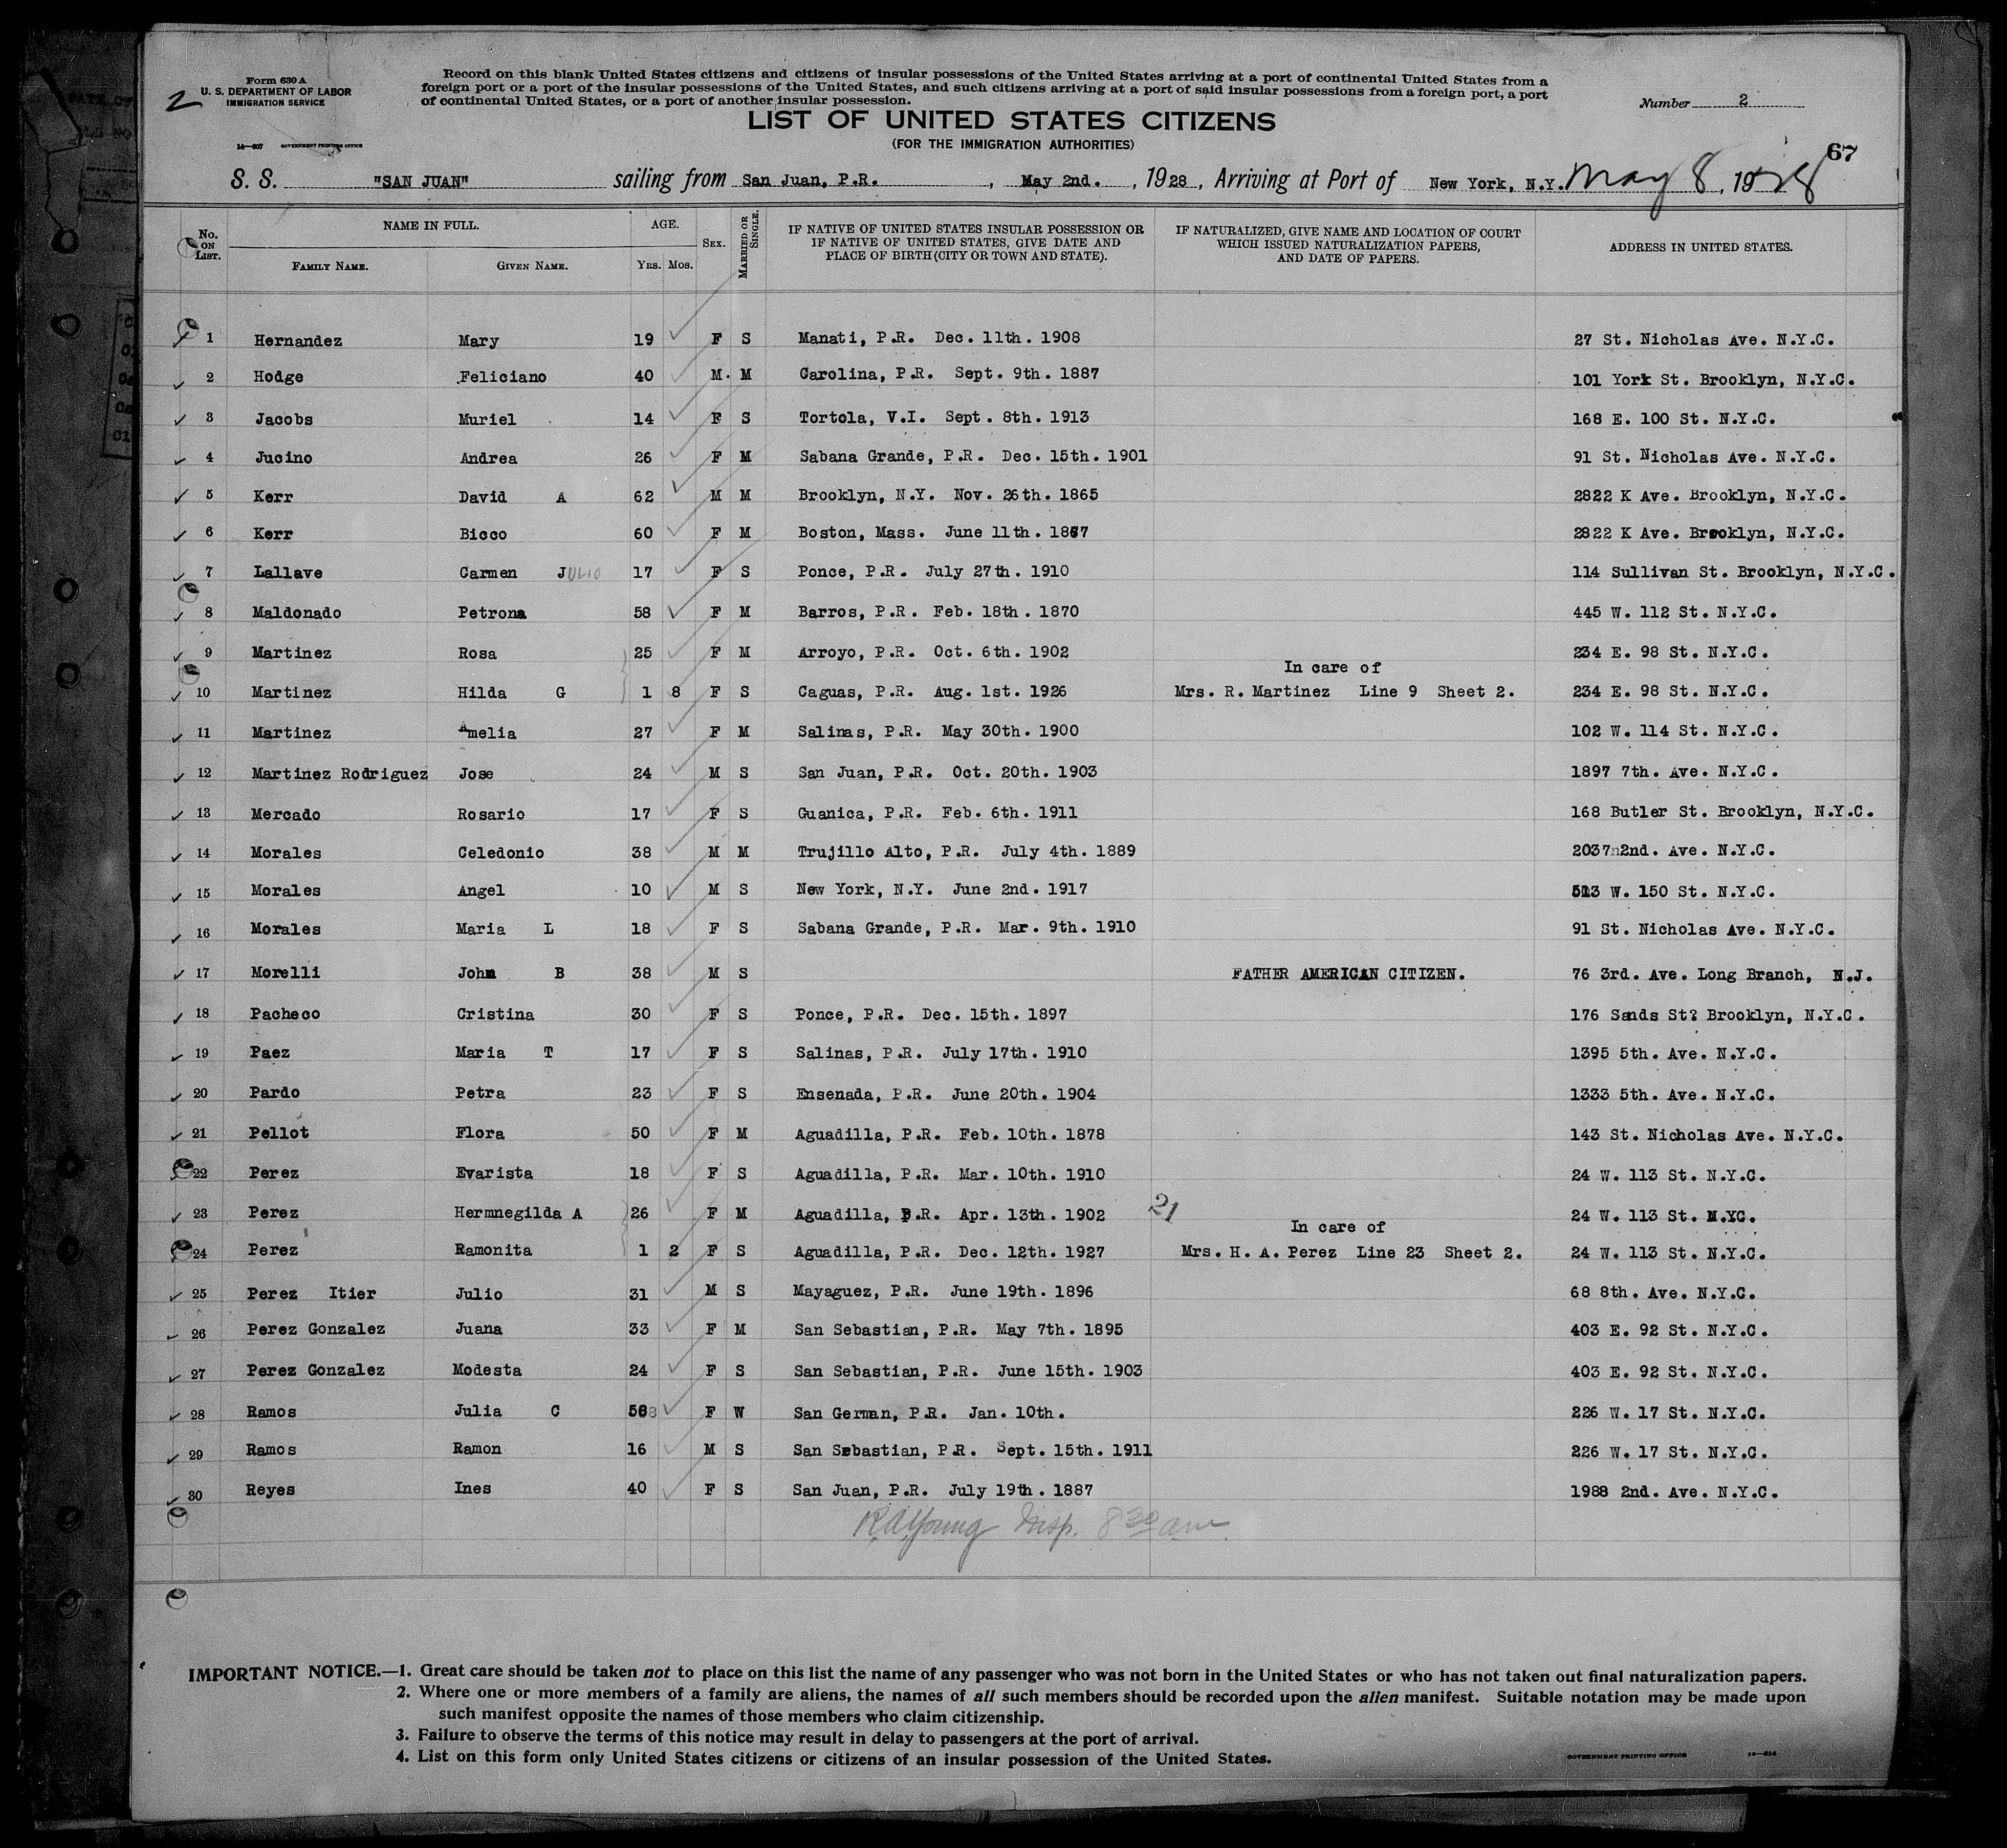 Form 630 A
U. S. DEPARTMENT OF LABOR
IMMIGRATION SERVICE
14—607 GOVERNMENT PRINTING OFFICE
2
Record on this blank United States citizens and citizens of insular possessions of the United States arriving at a port of continental United States from a
foreign port or a port of the insular possessions of the United States, and such citizens arriving at a port of said insular possessions from a foreign port, a port
of continental United States, or a port of another insular possession.
Number 2
LIST OF UNITED STATES CITIZENS
(FOR THE IMMIGRATION AUTHORITIES)
67
S. S. "SAN JUAN" sailing from San Juan, P.R. , May 2nd. , 1928 , Arriving at Port of New York, N.Y. May 8 , 1928
No. ON LIST. NAME IN FULL. FAMILY NAME. GIVEN NAME. AGE. YRS. MOS. SEX. MARRIED OR SINGLE. IF NATIVE OF UNITED STATES INSULAR POSSESSION OR IF NATIVE OF UNITED STATES, GIVE DATE AND PLACE OF BIRTH (CITY OR TOWN AND STATE). IF NATURALIZED, GIVE NAME AND LOCATION OF COURT WHICH ISSUED NATURALIZATION PAPERS, AND DATE OF PAPERS. ADDRESS IN UNITED STATES.
1 Hernandez Mary 19 F S Manati, P.R. Dec. 11th. 1908 27 St. Nicholas Ave. N.Y.C.
2 Hodge Feliciano 40 M. M Carolina, P.R. Sept. 9th. 1887 101 York St. Brooklyn, N.Y.C.
3 Jacobs Muriel 14 F S Tortola, V.I. Sept. 8th. 1913 168 E. 100 St. N.Y.C.
4 Jucino Andrea 26 F M Sabana Grande, P.R. Dec. 15th. 1901 91 St. Nicholas Ave. N.Y.C.
5 Kerr David A 62 M M Brooklyn, N.Y. Nov. 26th. 1865 2822 K Ave. Brooklyn, N.Y.C.
6 Kerr Bicco 60 F M Boston, Mass. June 11th. 1867 2822 K Ave. Brooklyn, N.Y.C.
7 Lallave Carmen JULIO 17 F S Ponce, P.R. July 27th. 1910 114 Sullivan St. Brooklyn, N.Y.C.
8 Maldonado Petrona 58 F M Barros, P.R. Feb. 18th. 1870 445 W. 112 St. N.Y.C.
9 Martinez Rosa 25 F M Arroyo, P.R. Oct. 6th. 1902 234 E. 98 St. N.Y.C.
In care of
10 Martinez Hilda G 1 8 F S Caguas, P.R. Aug. 1st. 1926 Mrs. R. Martinez Line 9 Sheet 2. 234 E. 98 St. N.Y.C.
11 Martinez Amelia 27 F M Salinas, P.R. May 30th. 1900 102 W. 114 St. N.Y.C.
12 Martinez Rodriguez Jose 24 M S San Juan, P.R. Oct. 20th. 1903 1897 7th. Ave. N.Y.C.
13 Mercado Rosario 17 F S Guanica, P.R. Feb. 6th. 1911 168 Butler St. Brooklyn, N.Y.C.
14 Morales Celedonio 38 M M Trujillo Alto, P.R. July 4th. 1889 2037 2nd. Ave. N.Y.C.
15 Morales Angel 10 M S New York, N.Y. June 2nd. 1917 513 W. 150 St. N.Y.C.
16 Morales Maria L 18 F S Sabana Grande, P.R. Mar. 9th. 1910 91 St. Nicholas Ave. N.Y.C.
17 Morelli John B 38 M S FATHER AMERICAN CITIZEN. 76 3rd. Ave. Long Branch, N.J.
18 Pacheco Cristina 30 F S Ponce, P.R. Dec. 15th. 1897 176 Sands St? Brooklyn, N.Y.C.
19 Paez Maria T 17 F S Salinas, P.R. July 17th. 1910 1395 5th. Ave. N.Y.C.
20 Pardo Petra 23 F S Ensenada, P.R. June 20th. 1904 1333 5th. Ave. N.Y.C.
21 Pellot Flora 50 F M Aguadilla, P.R. Feb. 10th. 1878 143 St. Nicholas Ave. N.Y.C.
22 Perez Evarista 18 F S Aguadilla, P.R. Mar. 10th. 1910 24 W. 113 St. N.Y.C.
23 Perez Hermnegilda A 26 F M Aguadilla, P.R. Apr. 13th. 1902 21 24 W. 113 St. N.YC.
In care of
24 Perez Ramonita 1 2 F S Aguadilla, P.R. Dec. 12th. 1927 Mrs. H. A. Perez Line 23 Sheet 2. 24 W. 113 St. N.Y.C.
25 Perez Itier Julio 31 M S Mayaguez, P.R. June 19th. 1896 68 8th. Ave. N.Y.C.
26 Perez Gonzalez Juana 33 F M San Sebastian, P.R. May 7th. 1895 403 E. 92 St. N.Y.C.
27 Perez Gonzalez Modesta 24 F S San Sebastian, P.R. June 15th. 1903 403 E. 92 St. N.Y.C.
28 Ramos Julia C 58 F W San German, P.R. Jan. 10th. 226 W. 17 St. N.Y.C.
29 Ramos Ramon 16 M S San Sebastian, P.R. Sept. 15th. 1911 226 W. 17 St. N.Y.C.
30 Reyes Ines 40 F S San Juan, P.R. July 19th. 1887 1988 2nd. Ave. N.Y.C.
R.A. Young Insp. 8 30 am
IMPORTANT NOTICE.—1. Great care should be taken not to place on this list the name of any passenger who was not born in the United States or who has not taken out final naturalization papers.
2. Where one or more members of a family are aliens, the names of all such members should be recorded upon the alien manifest. Suitable notation may be made upon
such manifest opposite the names of those members who claim citizenship.
3. Failure to observe the terms of this notice may result in delay to passengers at the port of arrival.
4. List on this form only United States citizens or citizens of an insular possession of the United States.
GOVERNMENT PRINTING OFFICE